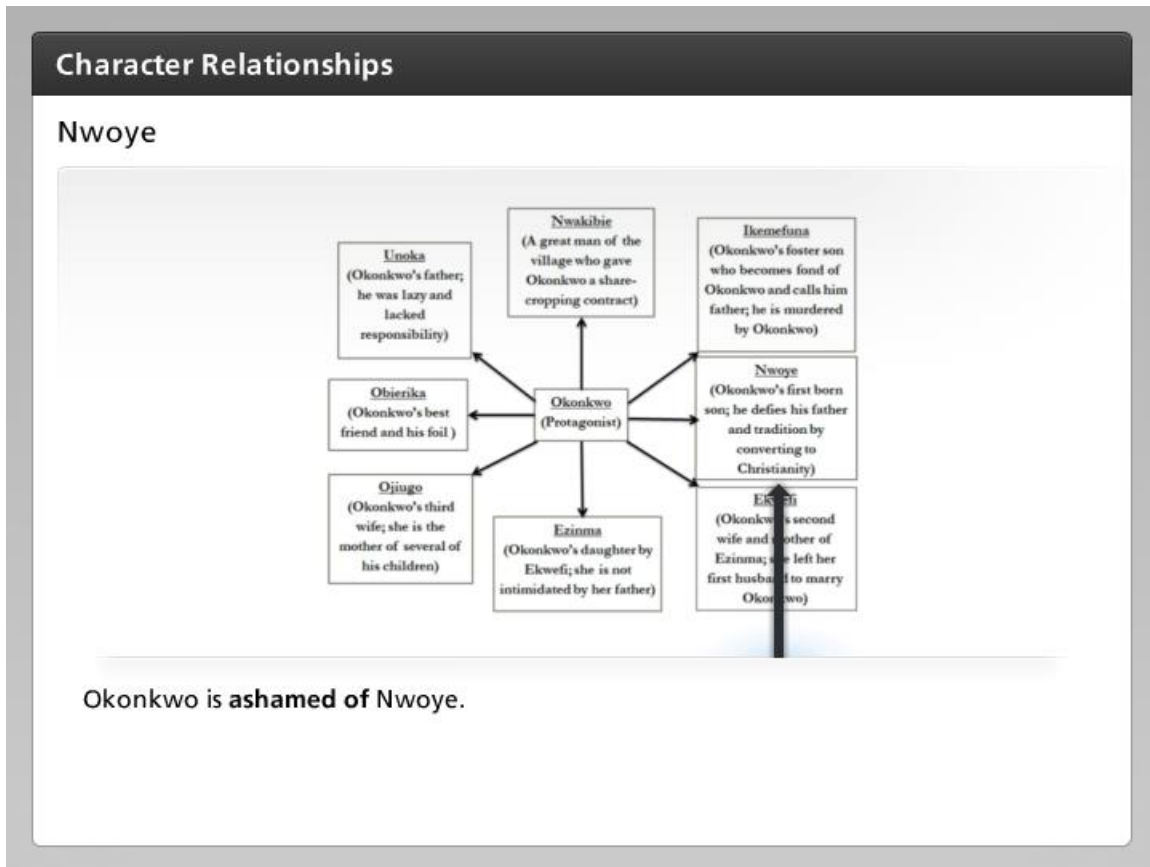 Character Relationships
Nwoye
Nwakibie
(A great man of the
village who gave
Okonkwo a share-
cropping contract)
Ikemefuna
(Okonkwo's foster son
who becomes fond of
Okonkwo and calls him
father; he is murdered
by Okonkwo)
Unoka
(Okonkwo's father;
he was lazy and
lacked
responsibility)
Obierika
(Okonkwo's best
friend and his foil )
Okonkwo
(Protagonist)
Nwoye
(Okonkwo's first born
son; he defies his father
and tradition by
converting to
Christianity)
Ojiugo
(Okonkwo's third
wife; she is the
mother of several of
his children)
Ezinma
(Okonkwo's daughter by
Ekwefi; she is not
intimidated by her father)
Ekwefi
(Okonkwo's second
wife and mother of
Ezinma; she left her
first husband to marry
Okonkwo)
Okonkwo is ashamed of Nwoye.